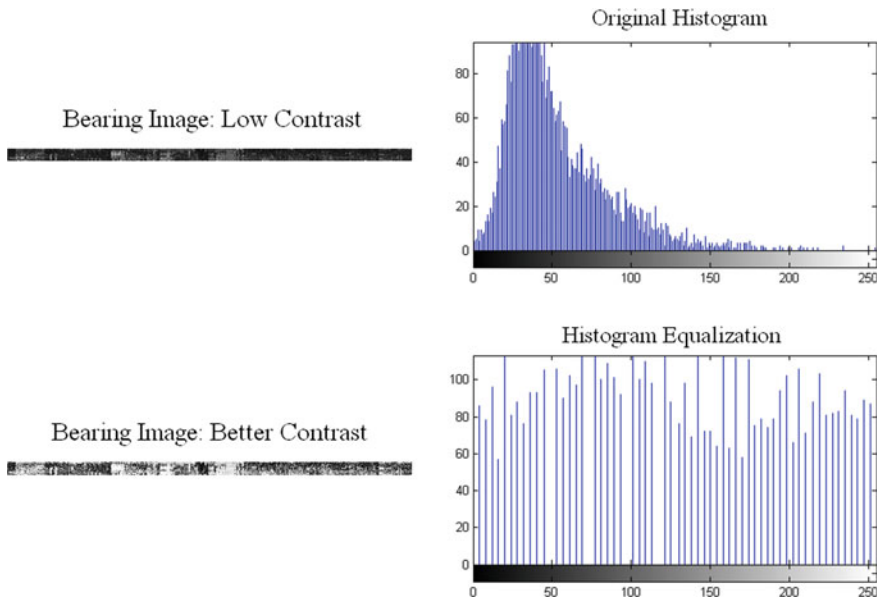 Original Histogram
80
60
40
20
0
0 50 100 150 200 250
Bearing Image: Low Contrast
Histogram Equalization
100
80
60
40
20
0
0 50 100 150 200 250
Bearing Image: Better Contrast